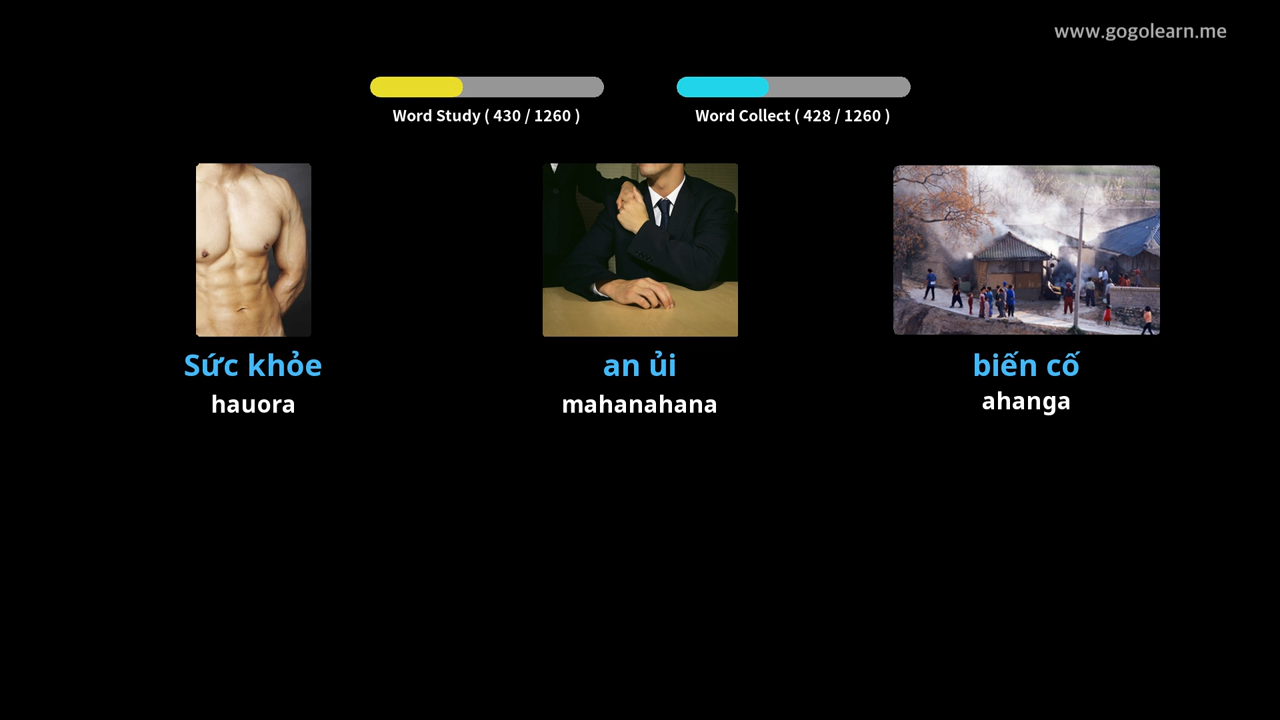 www.gogolearn.me
Word Study ( 430 / 1260 )
Word Collect ( 428 / 1260 )
Sức khỏe
hauora
an ủi
mahanahana
biến cố
ahanga